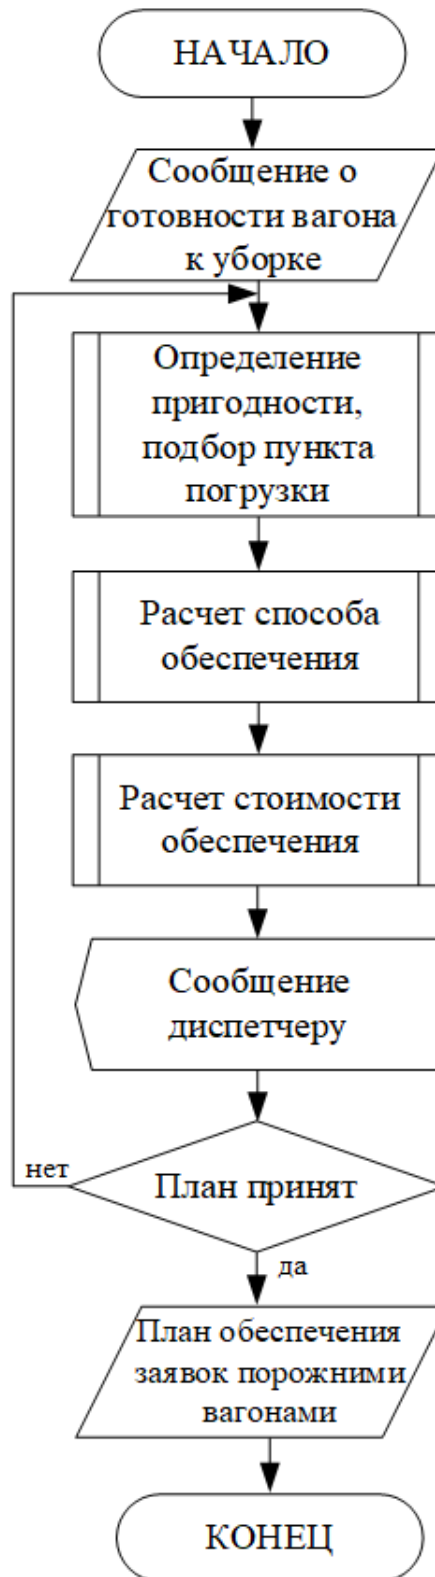 НАЧАЛО
Сообщение о
готовности вагона
к уборке
Определение
пригодности,
подбор пункта
погрузки
Расчет способа
обеспечения
Расчет стоимости
обеспечения
Сообщение
диспетчеру
нет
План принят
да
План обеспечения
заявок порожними
вагонами
КОНЕЦ